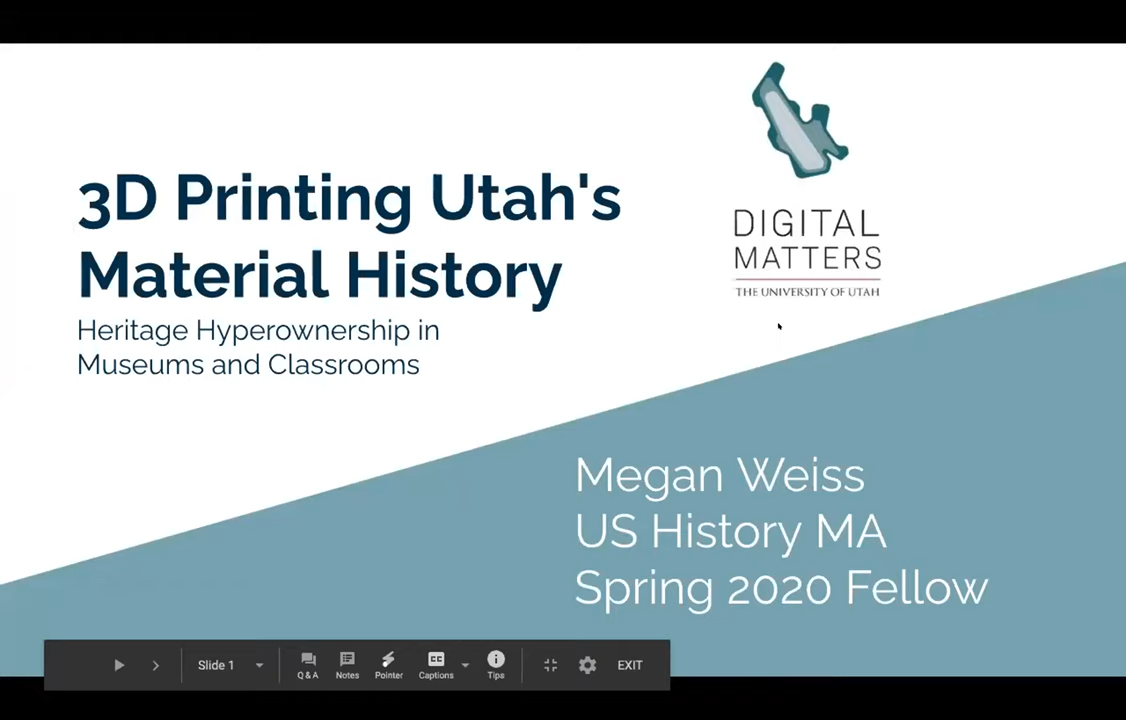 3D Printing Utah's
Material History
Heritage Hyperownership in
Museums and Classrooms
DIGITAL
MATTERS
THE UNIVERSITY OF UTAH
Megan Weiss
US History MA
Spring 2020 Fellow
Slide 1
Q & A
Notes
Pointer
CC
Captions
Tips
EXIT